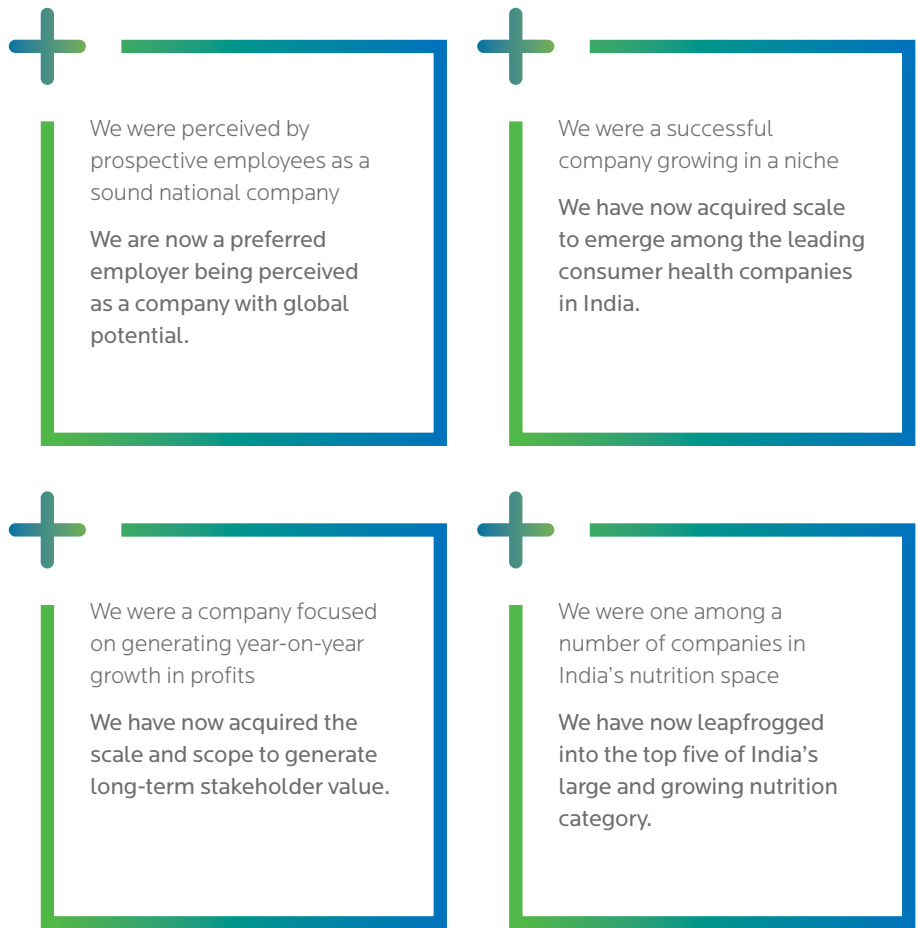 We were perceived by
prospective employees as a
sound national company
We are now a preferred
employer being perceived
as a company with global
potential.
We were a successful
company growing in a niche
We have now acquired scale
to emerge among the leading
consumer health companies
in India.
We were a company focused
on generating year-on-year
growth in profits
We have now acquired the
scale and scope to generate
long-term stakeholder value.
We were one among a
number of companies in
India’s nutrition space
We have now leapfrogged
into the top five of India’s
large and growing nutrition
category.